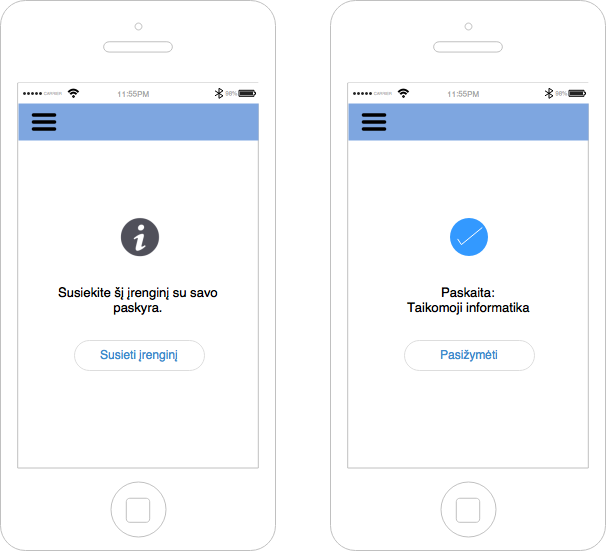 CARRIER 11:55PM 98%
Susiekite šį įrenginį su savo
paskyra.
Susieti įrenginį
CARRIER 11:55PM 98%
Paskaita:
Taikomoji informatika
Pasižymėti